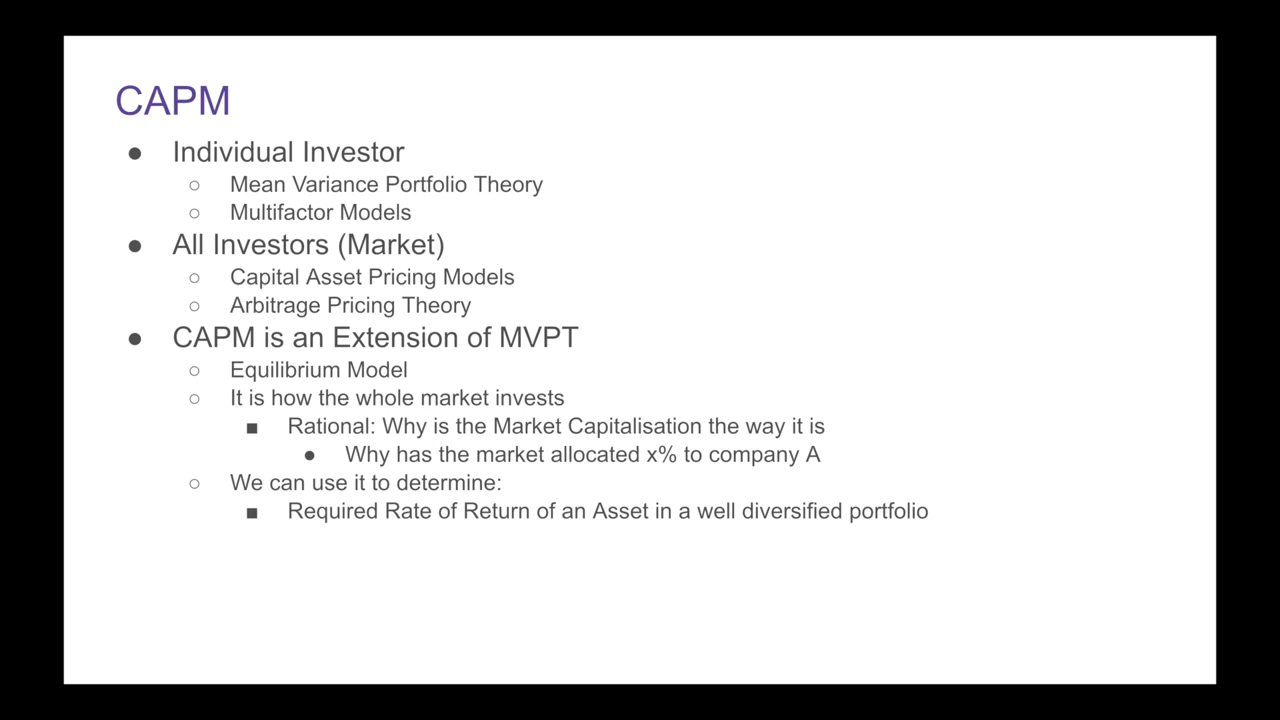 CAPM
● Individual Investor
○ Mean Variance Portfolio Theory
○ Multifactor Models
● All Investors (Market)
○ Capital Asset Pricing Models
○ Arbitrage Pricing Theory
● CAPM is an Extension of MVPT
○ Equilibrium Model
○ It is how the whole market invests
■ Rational: Why is the Market Capitalisation the way it is
● Why has the market allocated x% to company A
○ We can use it to determine:
■ Required Rate of Return of an Asset in a well diversified portfolio